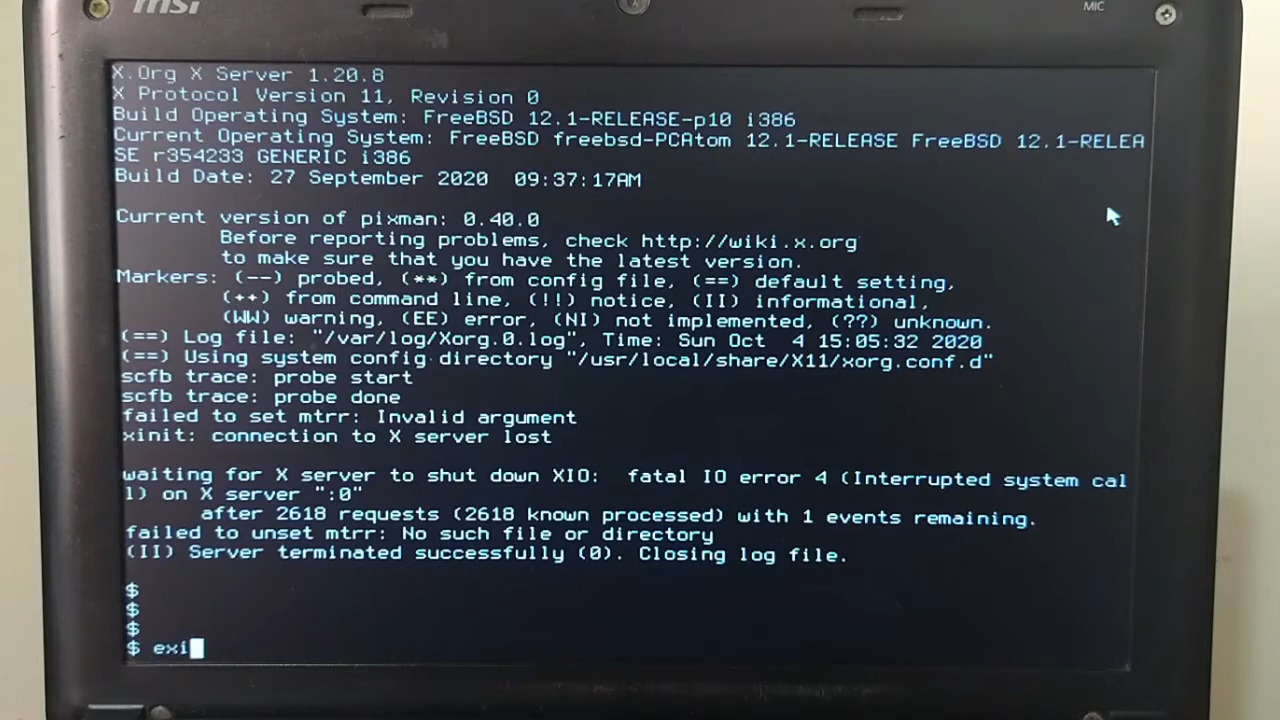 msi
MIC
X.Org X Server 1.20.8
X Protocol Version 11, Revision 0
Build Operating System: FreeBSD 12.1-RELEASE-p10 i386
Current Operating System: FreeBSD freebsd-PCAtom 12.1-RELEASE FreeBSD 12.1-RELEA
SE r354233 GENERIC i386
Build Date: 27 September 2020  09:37:17AM
Current version of pixman: 0.40.0
Before reporting problems, check http://wiki.x.org
to make sure that you have the latest version.
Markers: (--) probed, (**) from config file, (==) default setting,
(++) from command line, (!!) notice, (II) informational,
(WW) warning, (EE) error, (NI) not implemented, (??) unknown.
(==) Log file: "/var/log/Xorg.0.log", Time: Sun Oct  4 15:05:32 2020
(==) Using system config directory "/usr/local/share/X11/xorg.conf.d"
scfb trace: probe start
scfb trace: probe done
failed to set mtrr: Invalid argument
xinit: connection to X server lost
waiting for X server to shut down XIO:  fatal IO error 4 (Interrupted system cal
l) on X server ":0"
after 2618 requests (2618 known processed) with 1 events remaining.
failed to unset mtrr: No such file or directory
(II) Server terminated successfully (0). Closing log file.
$
$
$
$ exi